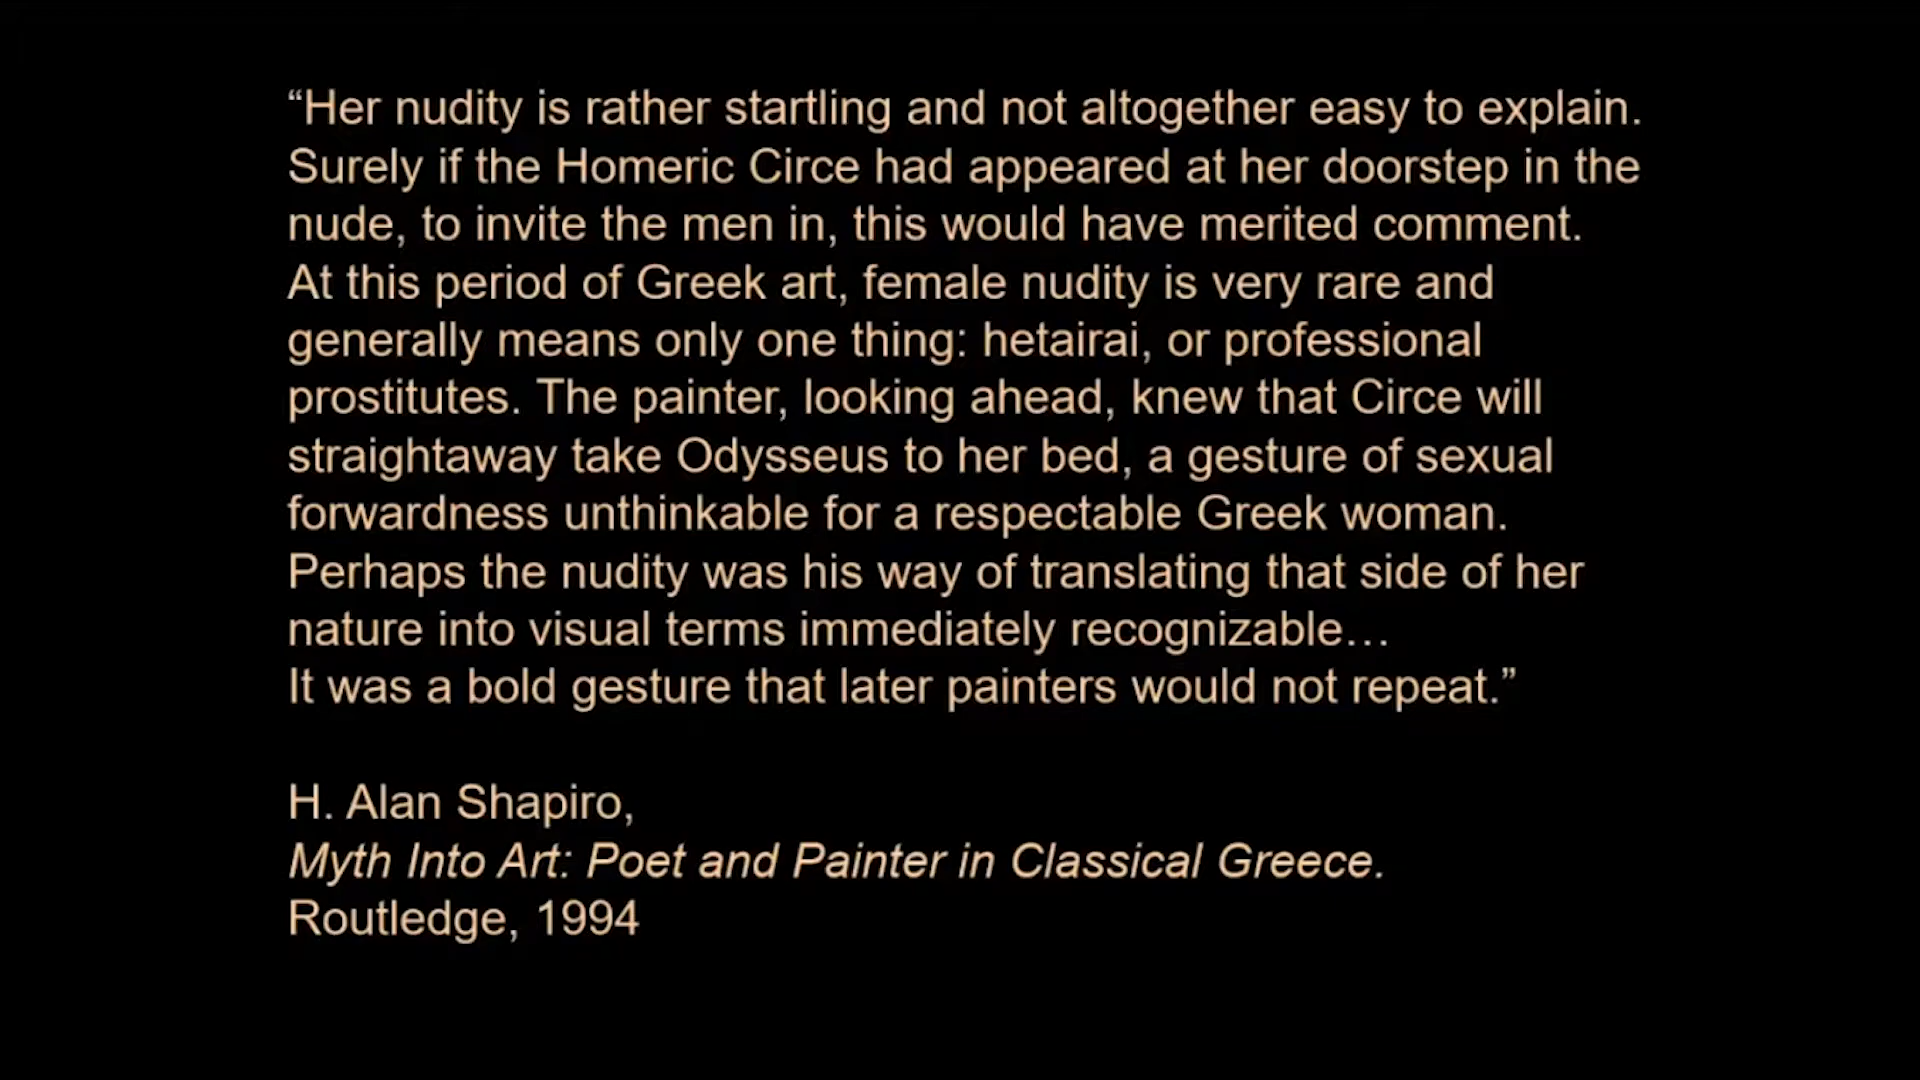 “Her nudity is rather startling and not altogether easy to explain.
Surely if the Homeric Circe had appeared at her doorstep in the
nude, to invite the men in, this would have merited comment.
At this period of Greek art, female nudity is very rare and
generally means only one thing: hetairai, or professional
prostitutes. The painter, looking ahead, knew that Circe will
straightaway take Odysseus to her bed, a gesture of sexual
forwardness unthinkable for a respectable Greek woman.
Perhaps the nudity was his way of translating that side of her
nature into visual terms immediately recognizable…
It was a bold gesture that later painters would not repeat.”
H. Alan Shapiro,
Myth Into Art: Poet and Painter in Classical Greece.
Routledge, 1994